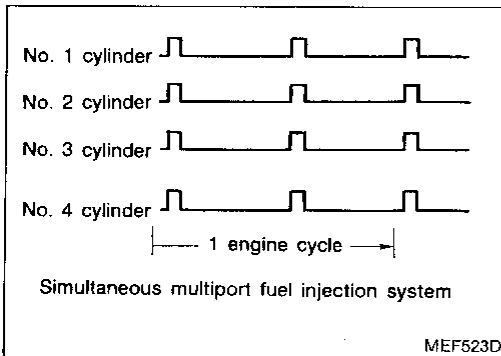 No. 1 cylinder
No. 2 cylinder
No. 3 cylinder
No. 4 cylinder
1 engine cycle
Simultaneous multiport fuel injection system
MEF523D